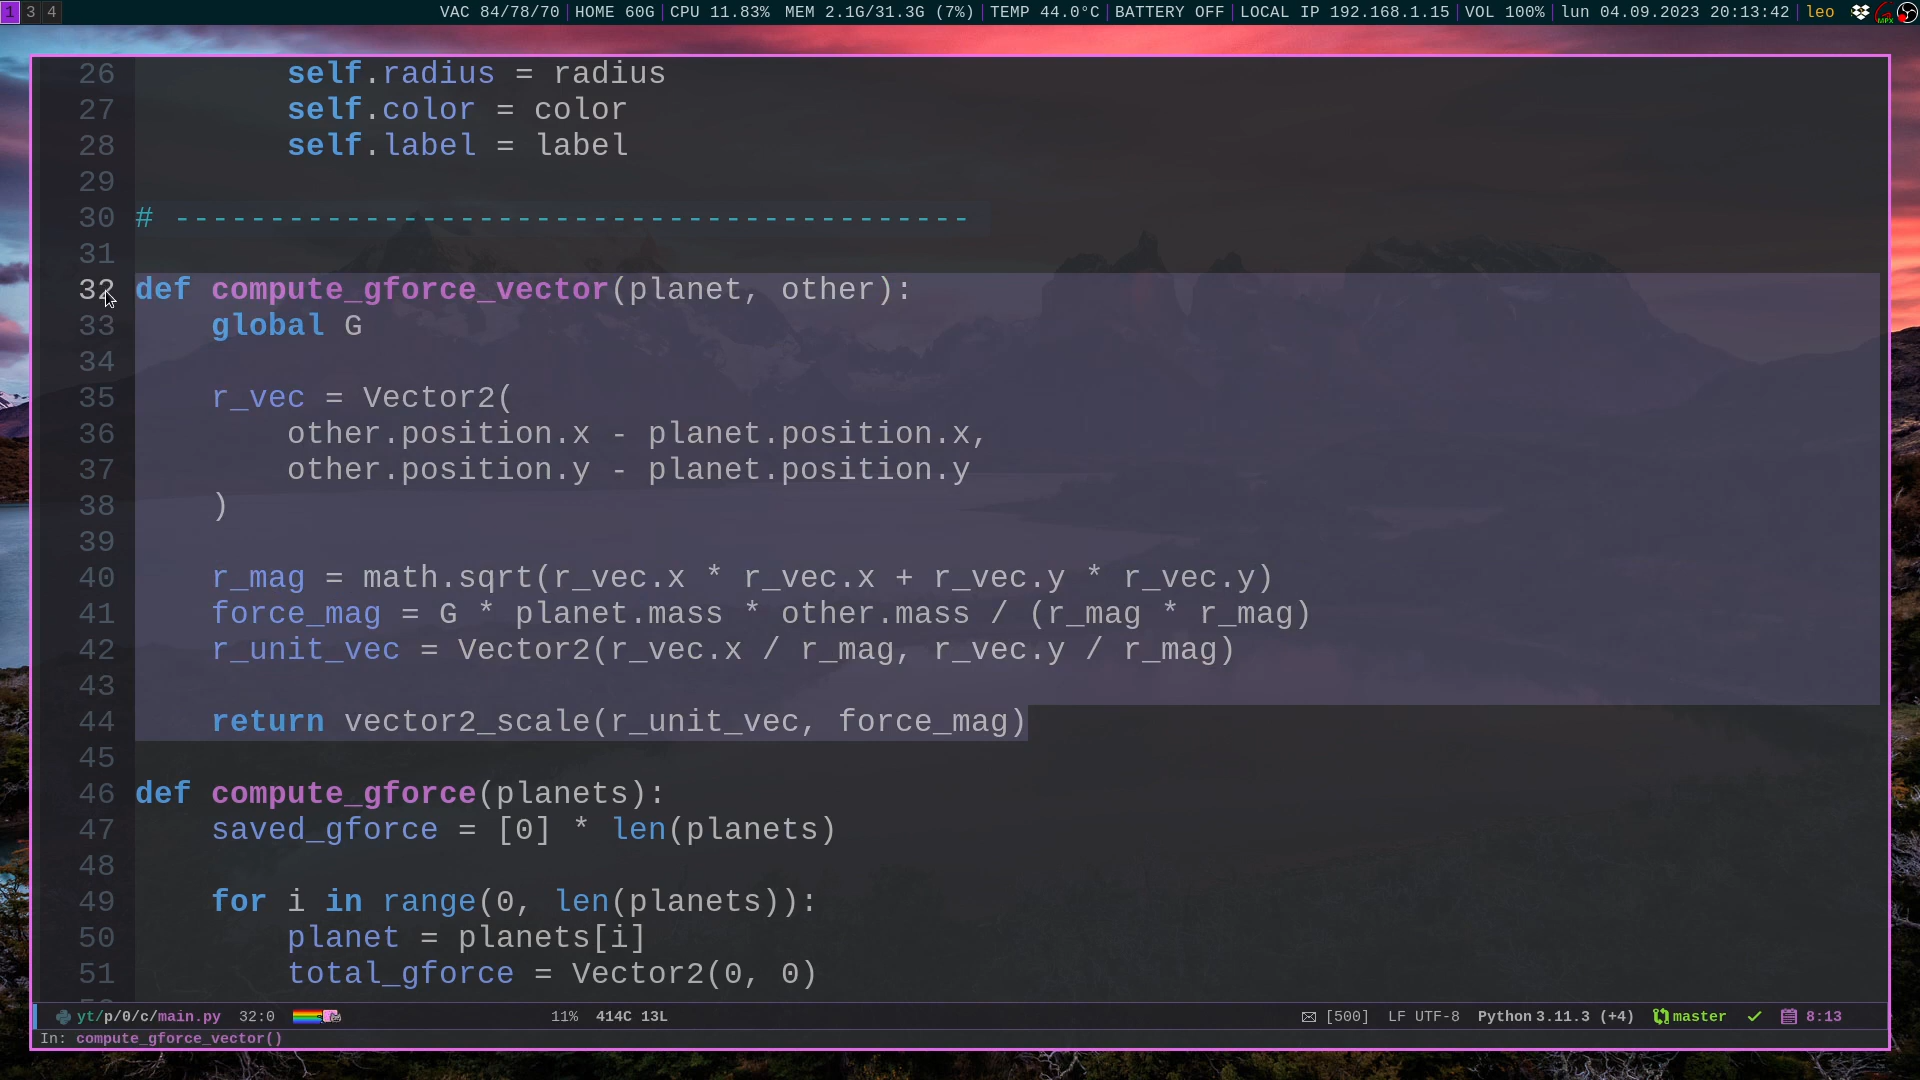 1 3 4 VAC 84/78/70 HOME 60G CPU 11.83% MEM 2.1G/31.3G (7%) TEMP 44.0°C BATTERY OFF LOCAL IP 192.168.1.15 VOL 100% lun 04.09.2023 20:13:42 leo MPX
26         self.radius = radius
27         self.color = color
28         self.label = label
29
30 # ------------------------------------------
31
32 def compute_gforce_vector(planet, other):
33     global G
34
35     r_vec = Vector2(
36         other.position.x - planet.position.x,
37         other.position.y - planet.position.y
38     )
39
40     r_mag = math.sqrt(r_vec.x * r_vec.x + r_vec.y * r_vec.y)
41     force_mag = G * planet.mass * other.mass / (r_mag * r_mag)
42     r_unit_vec = Vector2(r_vec.x / r_mag, r_vec.y / r_mag)
43
44     return vector2_scale(r_unit_vec, force_mag)
45
46 def compute_gforce(planets):
47     saved_gforce = [0] * len(planets)
48
49     for i in range(0, len(planets)):
50         planet = planets[i]
51         total_gforce = Vector2(0, 0)
yt/p/0/c/main.py 32:0 11% 414C 13L [500] LF UTF-8 Python 3.11.3 (+4) master 8:13
In: compute_gforce_vector()